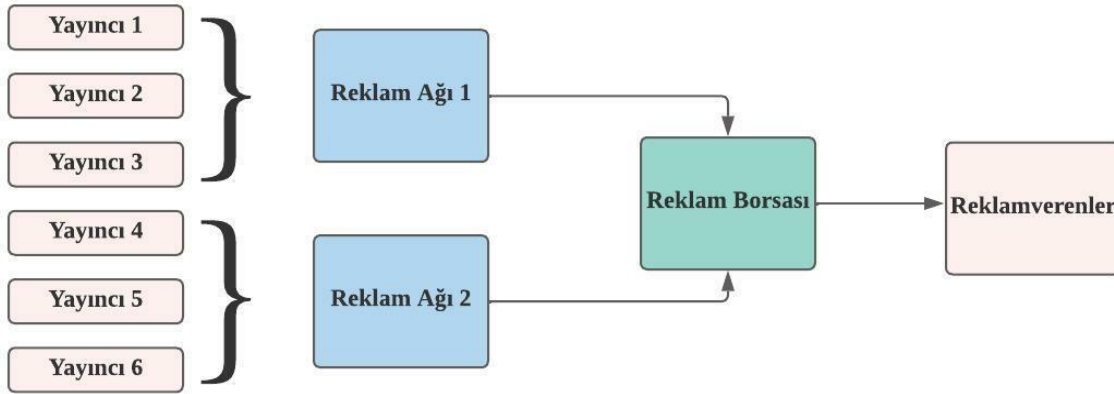 Yayıncı 1
Yayıncı 2
Yayıncı 3
Yayıncı 4
Yayıncı 5
Yayıncı 6
Reklam Ağı 1
Reklam Ağı 2
Reklam Borsası
Reklamverenler